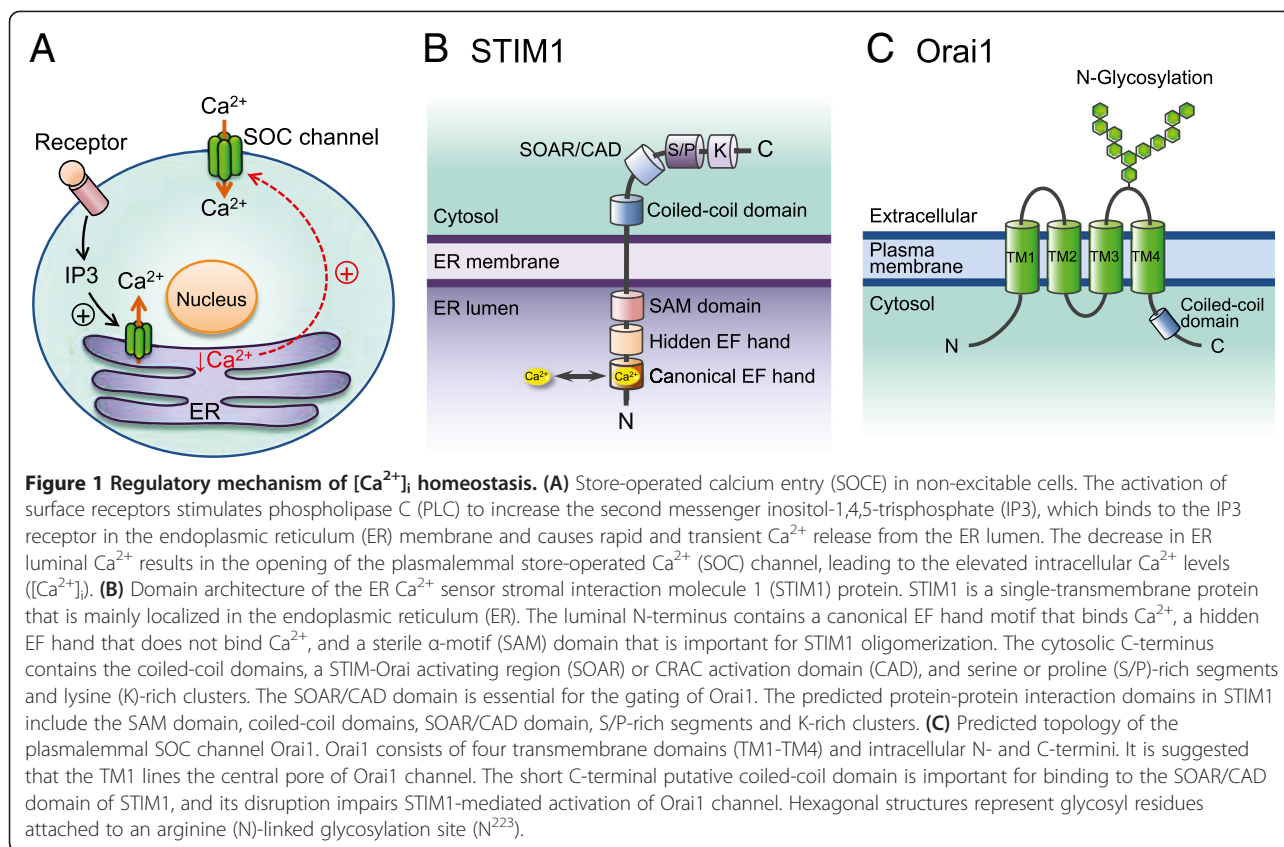 A
Ca²⁺
SOC channel
Receptor
Ca²⁺
IP3
Ca²⁺
Nucleus
↓Ca²⁺
ER
B STIM1
SOAR/CAD
S/P
K
C
Cytosol
Coiled-coil domain
ER membrane
ER lumen
SAM domain
Hidden EF hand
Ca²⁺
Ca²⁺
Canonical EF hand
N
C Orai1
N-Glycosylation
Extracellular
Plasma
membrane
TM1
TM2
TM3
TM4
Cytosol
Coiled-coil
domain
N
C
Figure 1 Regulatory mechanism of [Ca²⁺]ᵢ homeostasis. (A) Store-operated calcium entry (SOCE) in non-excitable cells. The activation of
surface receptors stimulates phospholipase C (PLC) to increase the second messenger inositol-1,4,5-trisphosphate (IP3), which binds to the IP3
receptor in the endoplasmic reticulum (ER) membrane and causes rapid and transient Ca²⁺ release from the ER lumen. The decrease in ER
luminal Ca²⁺ results in the opening of the plasmalemmal store-operated Ca²⁺ (SOC) channel, leading to the elevated intracellular Ca²⁺ levels
([Ca²⁺]ᵢ). (B) Domain architecture of the ER Ca²⁺ sensor stromal interaction molecule 1 (STIM1) protein. STIM1 is a single-transmembrane protein
that is mainly localized in the endoplasmic reticulum (ER). The luminal N-terminus contains a canonical EF hand motif that binds Ca²⁺, a hidden
EF hand that does not bind Ca²⁺, and a sterile α-motif (SAM) domain that is important for STIM1 oligomerization. The cytosolic C-terminus
contains the coiled-coil domains, a STIM-Orai activating region (SOAR) or CRAC activation domain (CAD), and serine or proline (S/P)-rich segments
and lysine (K)-rich clusters. The SOAR/CAD domain is essential for the gating of Orai1. The predicted protein-protein interaction domains in STIM1
include the SAM domain, coiled-coil domains, SOAR/CAD domain, S/P-rich segments and K-rich clusters. (C) Predicted topology of the
plasmalemmal SOC channel Orai1. Orai1 consists of four transmembrane domains (TM1-TM4) and intracellular N- and C-termini. It is suggested
that the TM1 lines the central pore of Orai1 channel. The short C-terminal putative coiled-coil domain is important for binding to the SOAR/CAD
domain of STIM1, and its disruption impairs STIM1-mediated activation of Orai1 channel. Hexagonal structures represent glycosyl residues
attached to an arginine (N)-linked glycosylation site (N²²³).